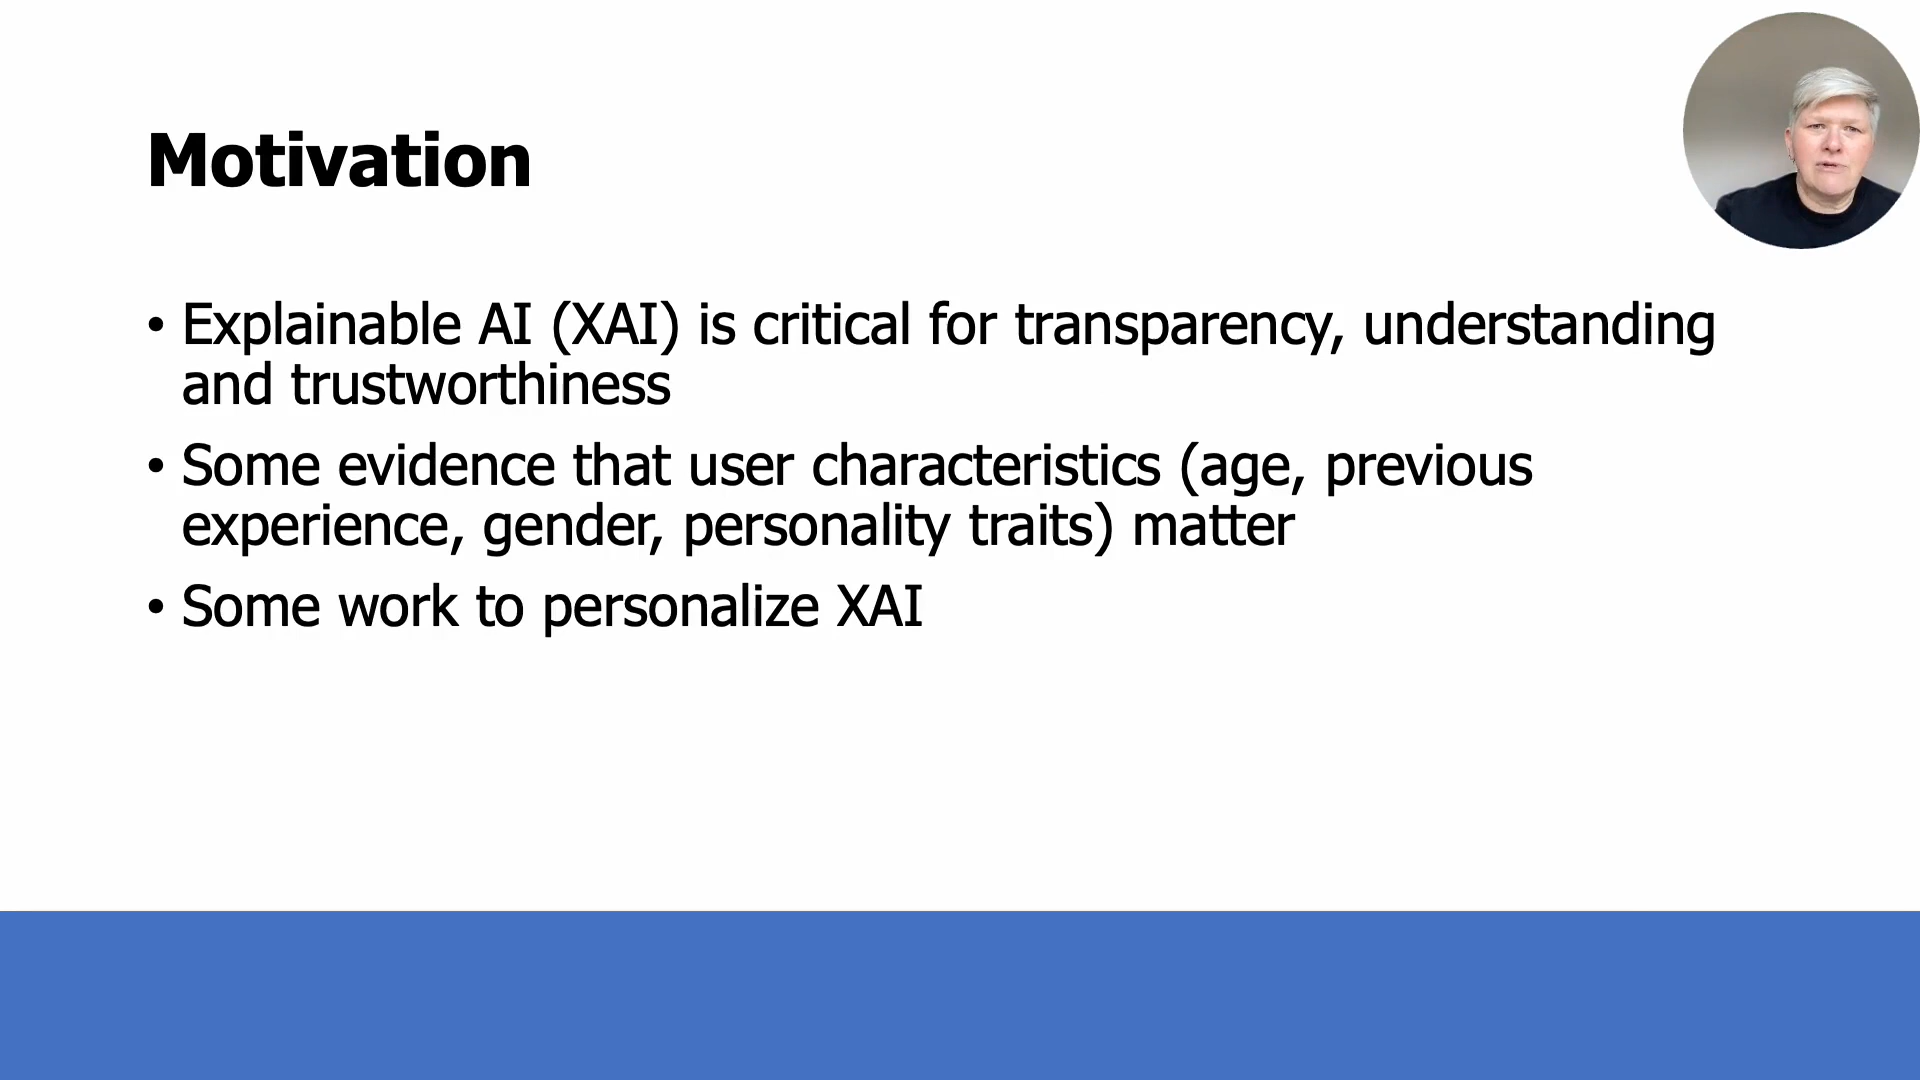 Motivation
• Explainable AI (XAI) is critical for transparency, understanding
and trustworthiness
• Some evidence that user characteristics (age, previous
experience, gender, personality traits) matter
• Some work to personalize XAI